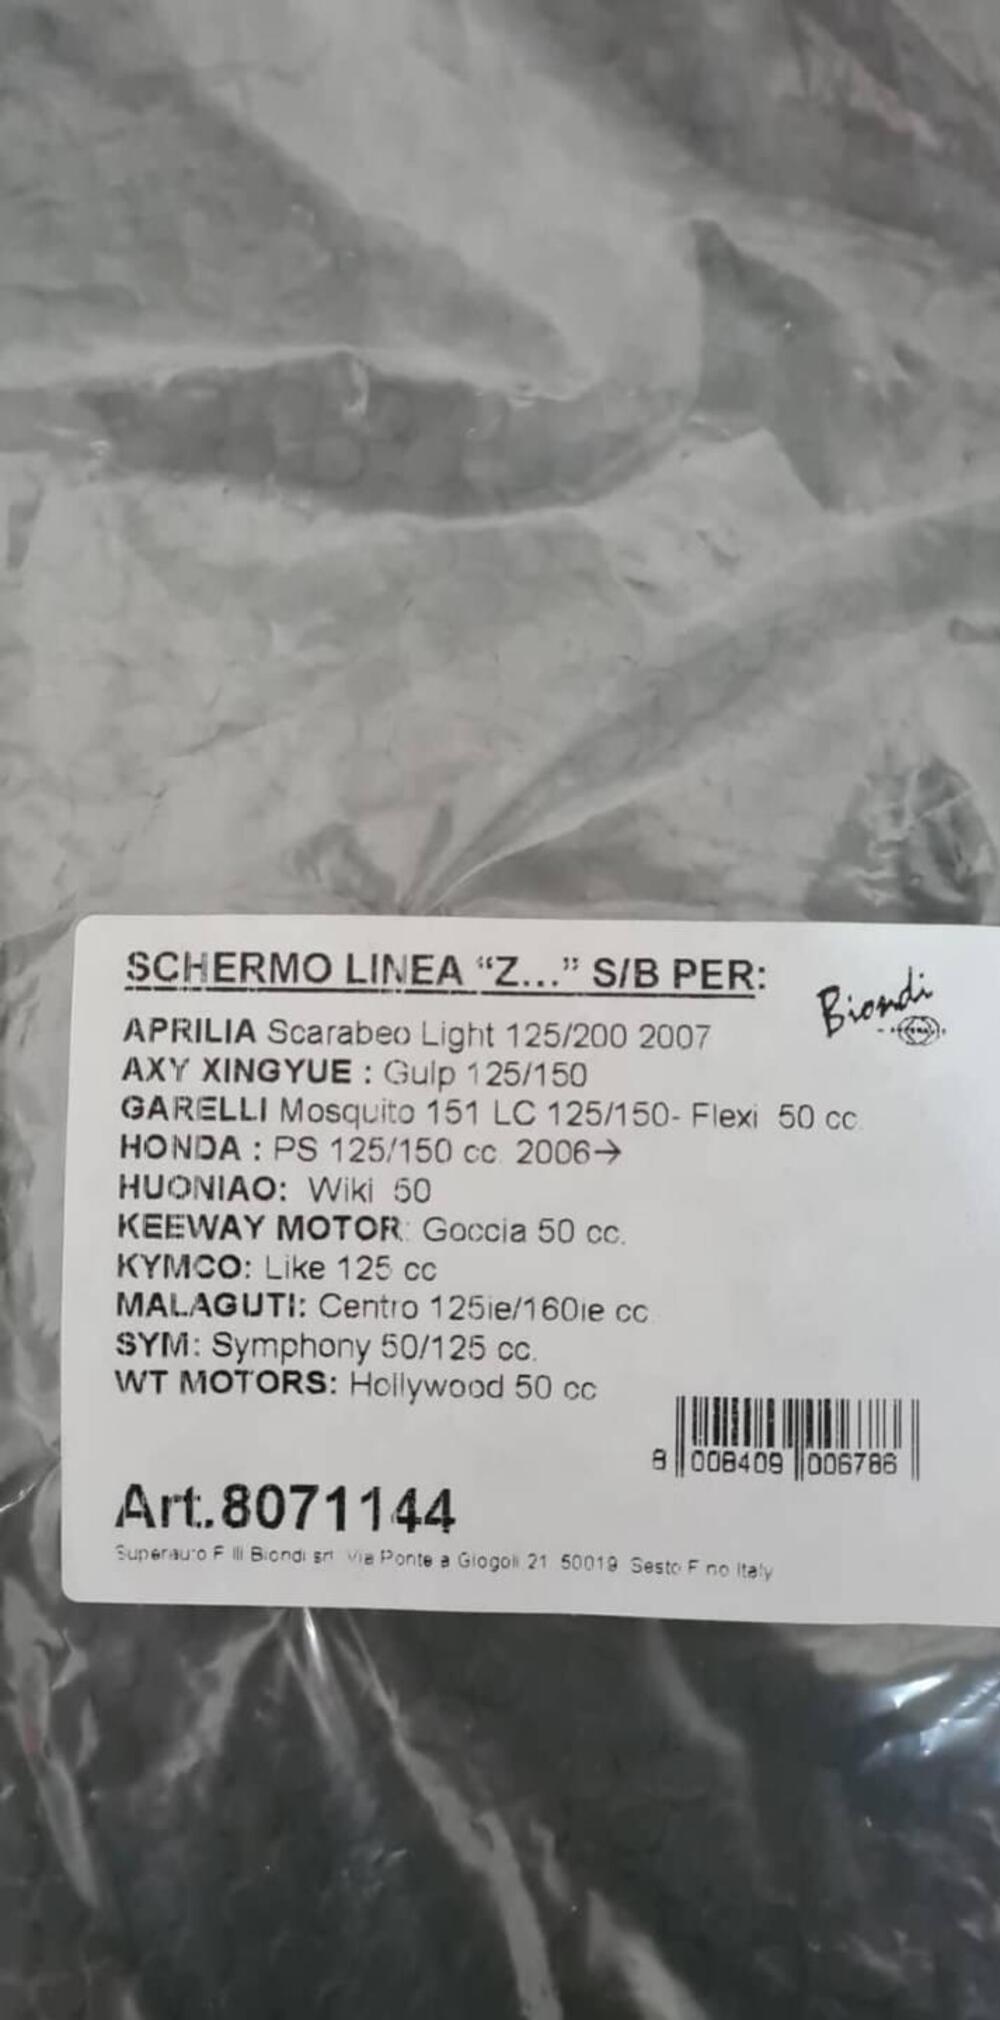 SCHERMO LINEA “Z...” S/B PER:
Biondi
APRILIA Scarabeo Light 125/200 2007
AXY XINGYUE : Gulp 125/150
GARELLI Mosquito 151 LC 125/150- Flexi 50 cc.
HONDA : PS 125/150 cc. 2006→
HUONIAO: Wiki 50
KEEWAY MOTOR: Goccia 50 cc.
KYMCO: Like 125 cc
MALAGUTI: Centro 125ie/160ie cc.
SYM: Symphony 50/125 cc.
WT MOTORS: Hollywood 50 cc
8 008409 006786
Art.8071144
Superauto F.lli Biondi srl Via Ponte a Giogoli 21 50019 Sesto F.no Italy